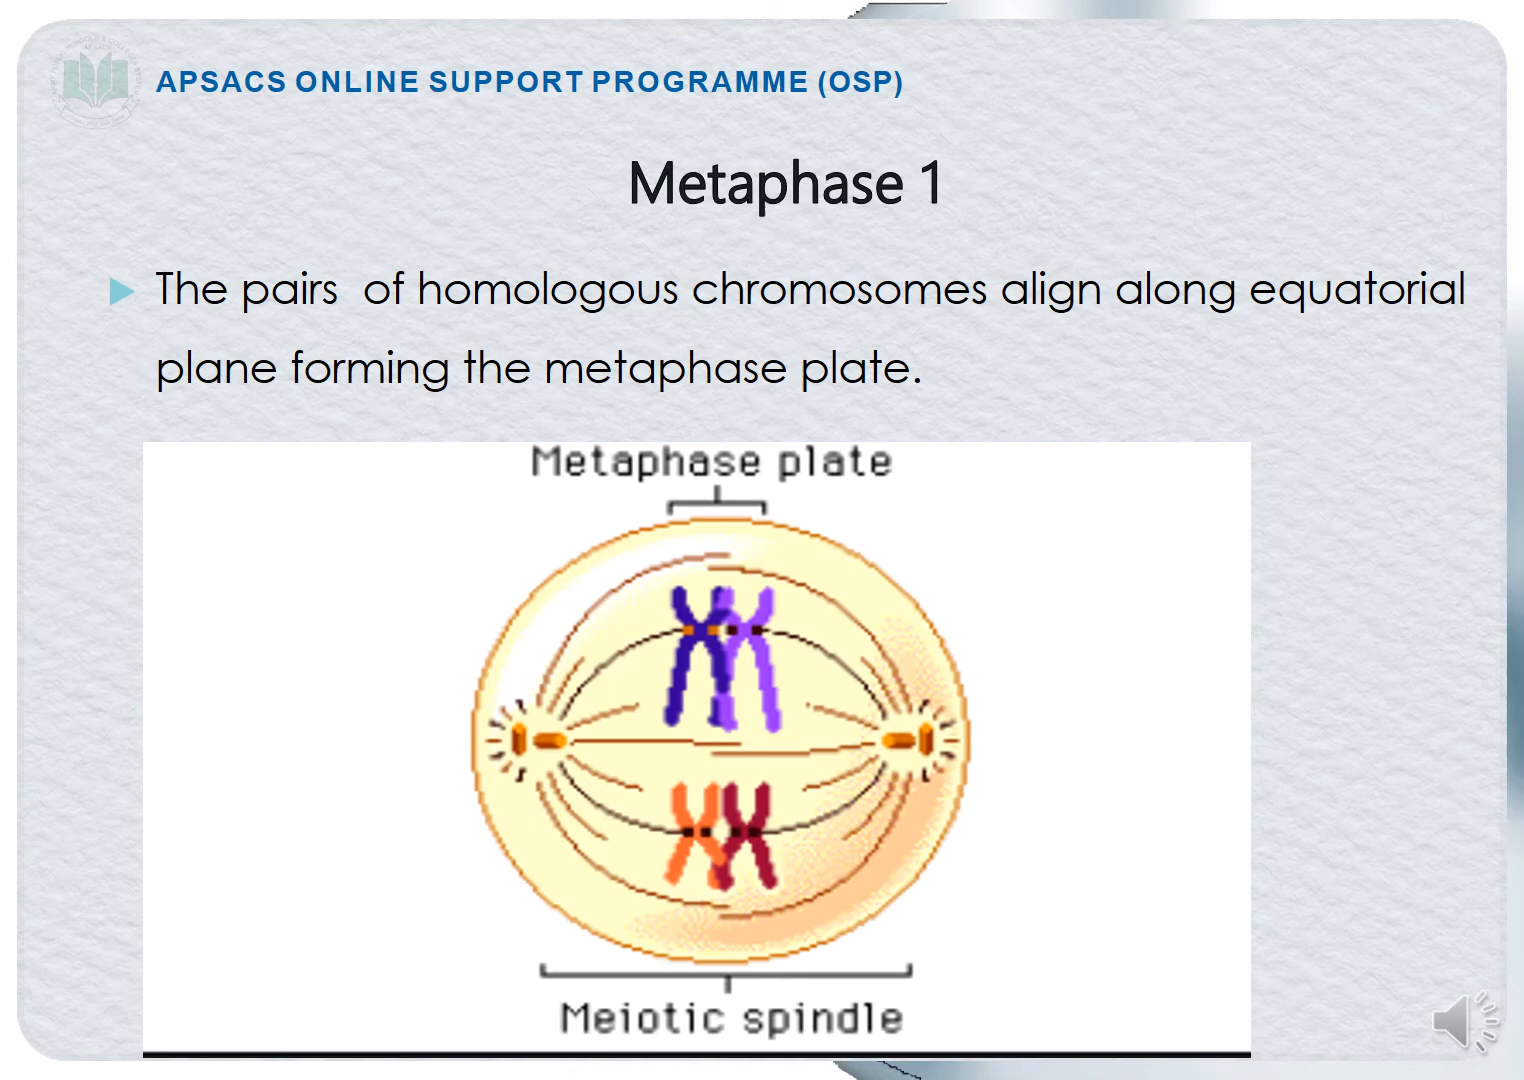 APSACS ONLINE SUPPORT PROGRAMME (OSP)
Metaphase 1
The pairs of homologous chromosomes align along equatorial
plane forming the metaphase plate.
Metaphase plate
Meiotic spindle